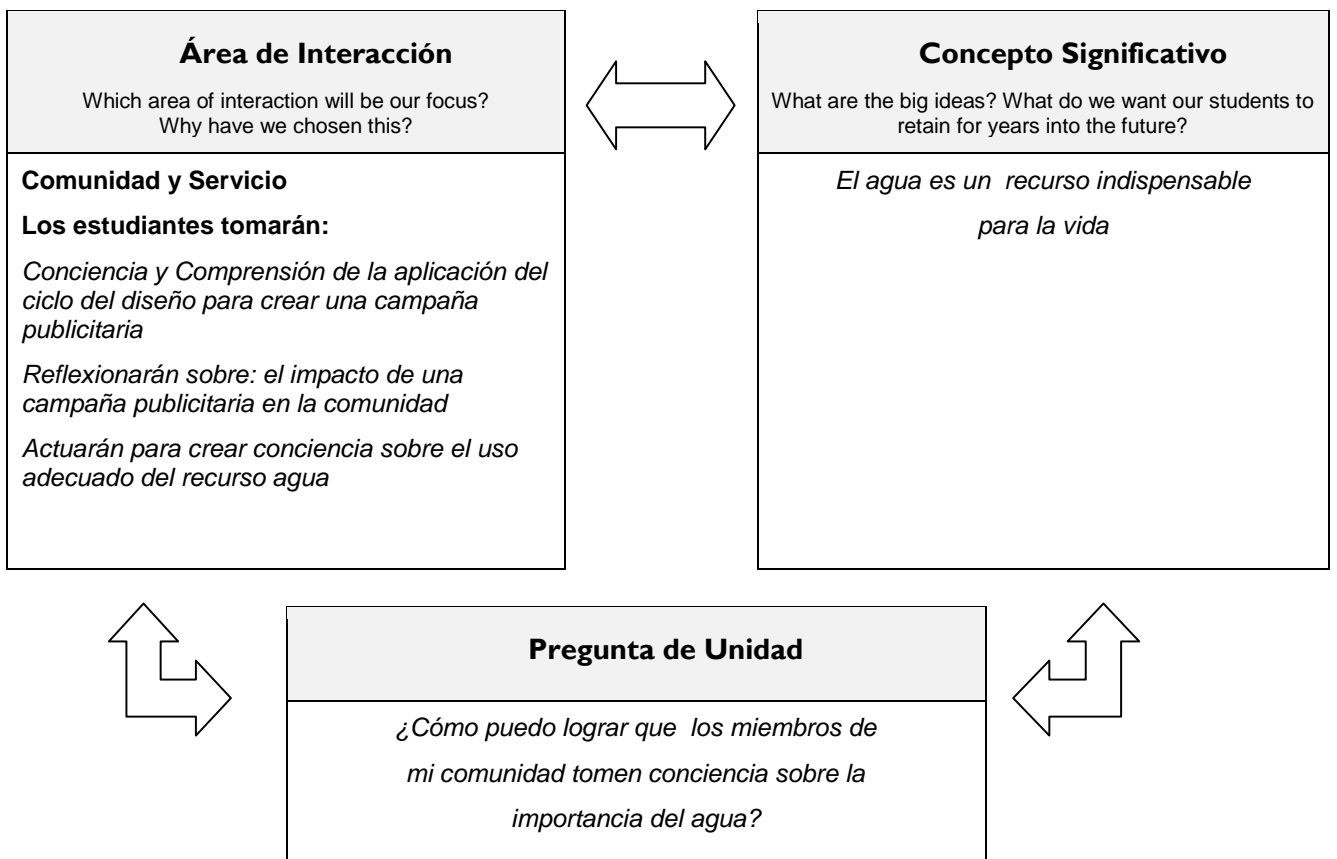 Área de Interacción
Which area of interaction will be our focus?
Why have we chosen this?
Comunidad y Servicio
Los estudiantes tomarán:
Conciencia y Comprensión de la aplicación del
ciclo del diseño para crear una campaña
publicitaria
Reflexionarán sobre: el impacto de una
campaña publicitaria en la comunidad
Actuarán para crear conciencia sobre el uso
adecuado del recurso agua
Concepto Significativo
What are the big ideas? What do we want our students to
retain for years into the future?
El agua es un recurso indispensable
para la vida
Pregunta de Unidad
¿Cómo puedo lograr que los miembros de
mi comunidad tomen conciencia sobre la
importancia del agua?